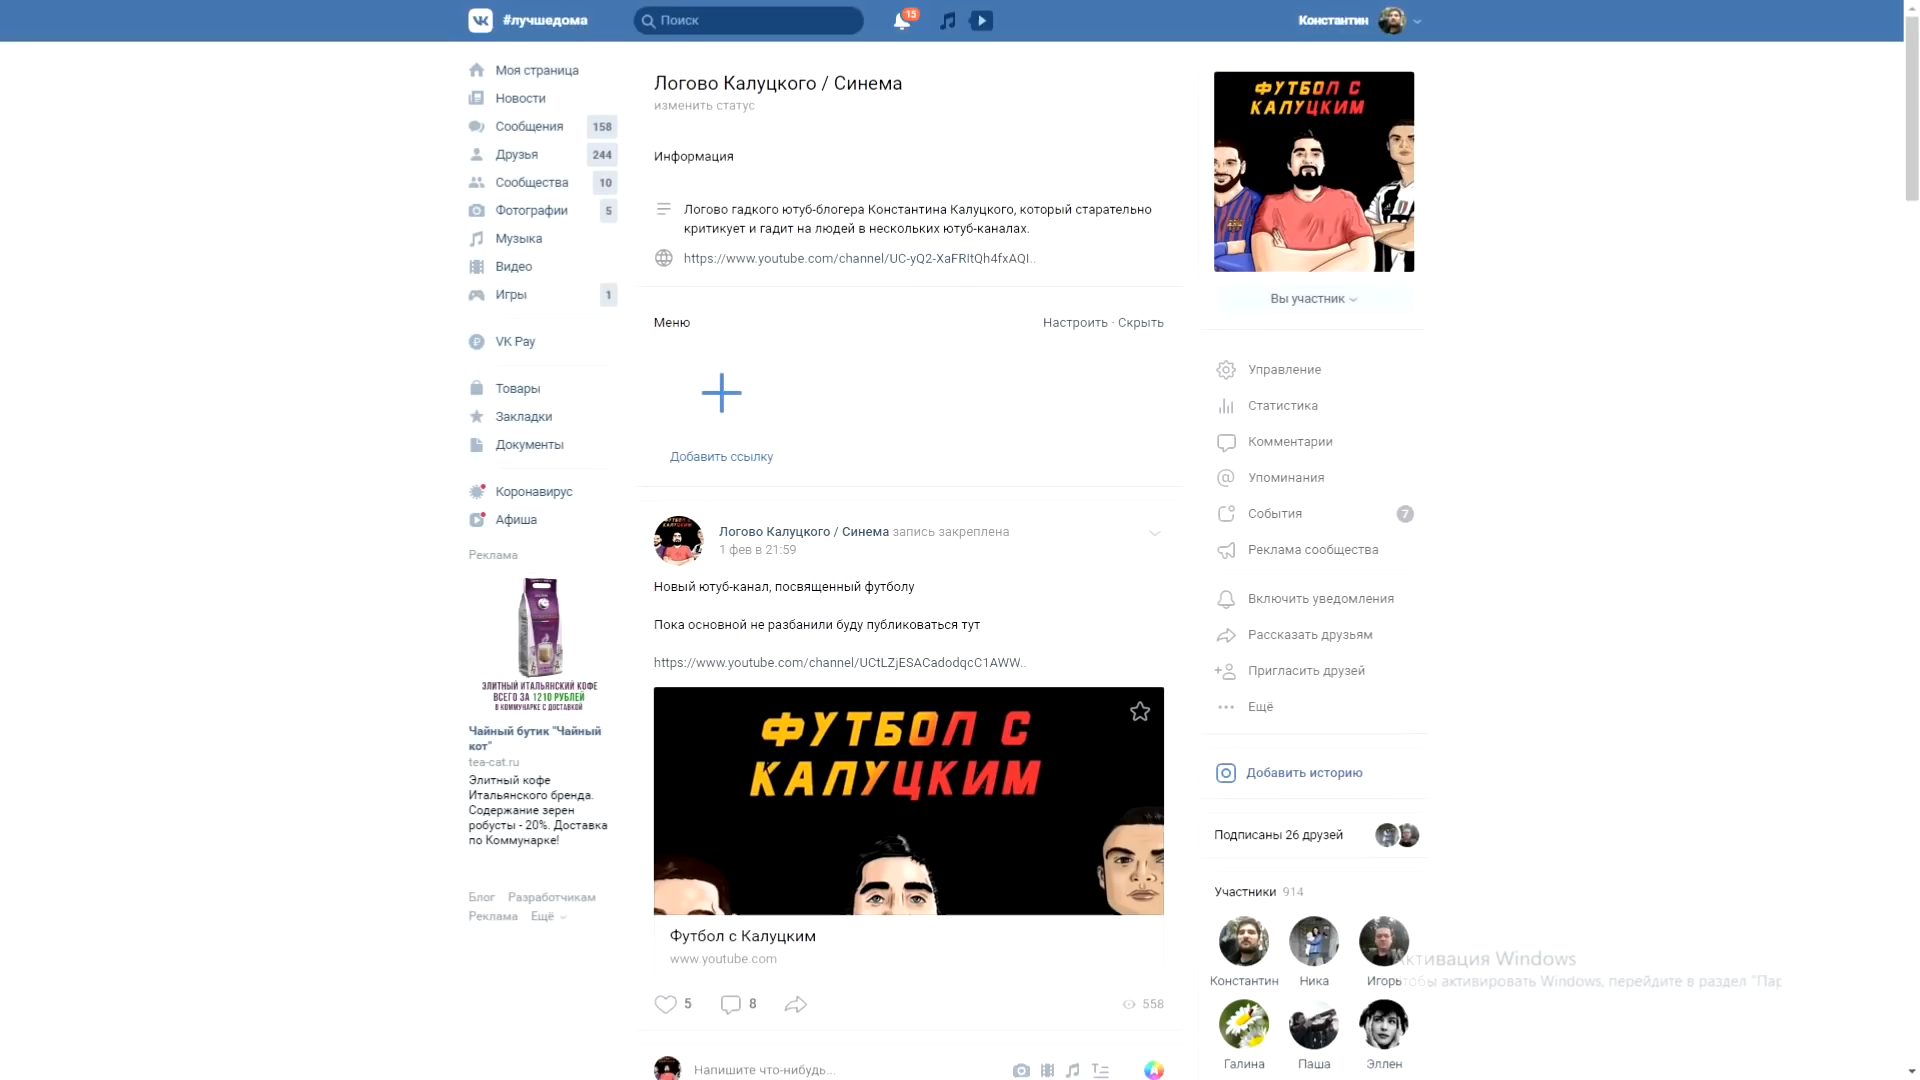 #лучшедома
Поиск
15
Константин
Моя страница
Новости
Сообщения 158
Друзья 244
Сообщества 10
Фотографии 5
Музыка
Видео
Игры 1
VK Pay
Товары
Закладки
Документы
Коронавирус
Афиша
Реклама
ЭЛИТНЫЙ ИТАЛЬЯНСКИЙ КОФЕ
ВСЕГО ЗА 1210 РУБЛЕЙ
В КОММУНАРКЕ С ДОСТАВКОЙ
Чайный бутик "Чайный
кот"
tea-cat.ru
Элитный кофе
Итальянского бренда.
Содержание зерен
робусты - 20%. Доставка
по Коммунарке!
Блог Разработчикам
Реклама Ещё
Логово Калуцкого / Синема
изменить статус
Информация
Логово гадкого ютуб-блогера Константина Калуцкого, который старательно
критикует и гадит на людей в нескольких ютуб-каналах.
https://www.youtube.com/channel/UC-yQ2-XaFRItQh4fxAQI..
Меню
Настроить · Скрыть
Добавить ссылку
Логово Калуцкого / Синема запись закреплена
1 фев в 21:59
Новый ютуб-канал, посвященный футболу
Пока основной не разбанили буду публиковаться тут
https://www.youtube.com/channel/UCtLZjESACadodqcC1AWW..
ФУТБОЛ С
КАЛУЦКИМ
Футбол с Калуцким
www.youtube.com
5 8 558
Напишите что-нибудь...
ФУТБОЛ С
КАЛУЦКИМ
Вы участник
Управление
Статистика
Комментарии
Упоминания
События 7
Реклама сообщества
Включить уведомления
Рассказать друзьям
Пригласить друзей
Ещё
Добавить историю
Подписаны 26 друзей
Участники 914
Константин Ника Игорь
Галина Паша Эллен
Активация Windows
Чтобы активировать Windows, перейдите в раздел "Пар